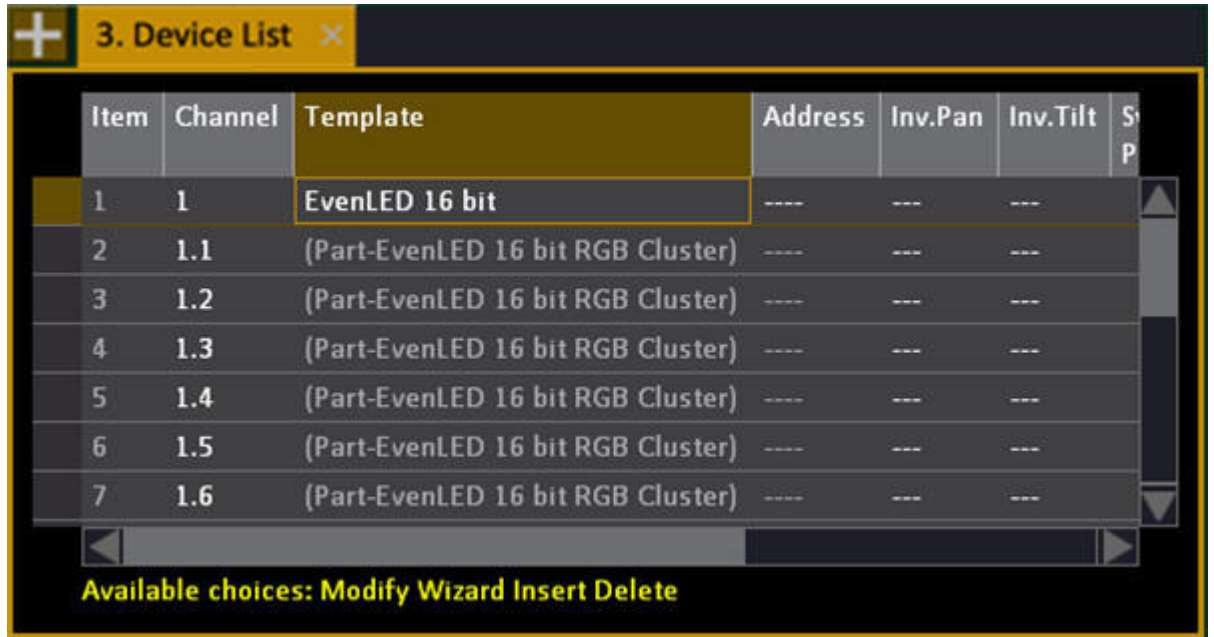 3. Device List
Item Channel Template Address Inv.Pan Inv.Tilt
1 1 EvenLED 16 bit ---- --- ---
2 1.1 (Part-EvenLED 16 bit RGB Cluster) ---- --- ---
3 1.2 (Part-EvenLED 16 bit RGB Cluster) ---- --- ---
4 1.3 (Part-EvenLED 16 bit RGB Cluster) ---- --- ---
5 1.4 (Part-EvenLED 16 bit RGB Cluster) ---- --- ---
6 1.5 (Part-EvenLED 16 bit RGB Cluster) ---- --- ---
7 1.6 (Part-EvenLED 16 bit RGB Cluster) ---- --- ---
Available choices: Modify Wizard Insert Delete